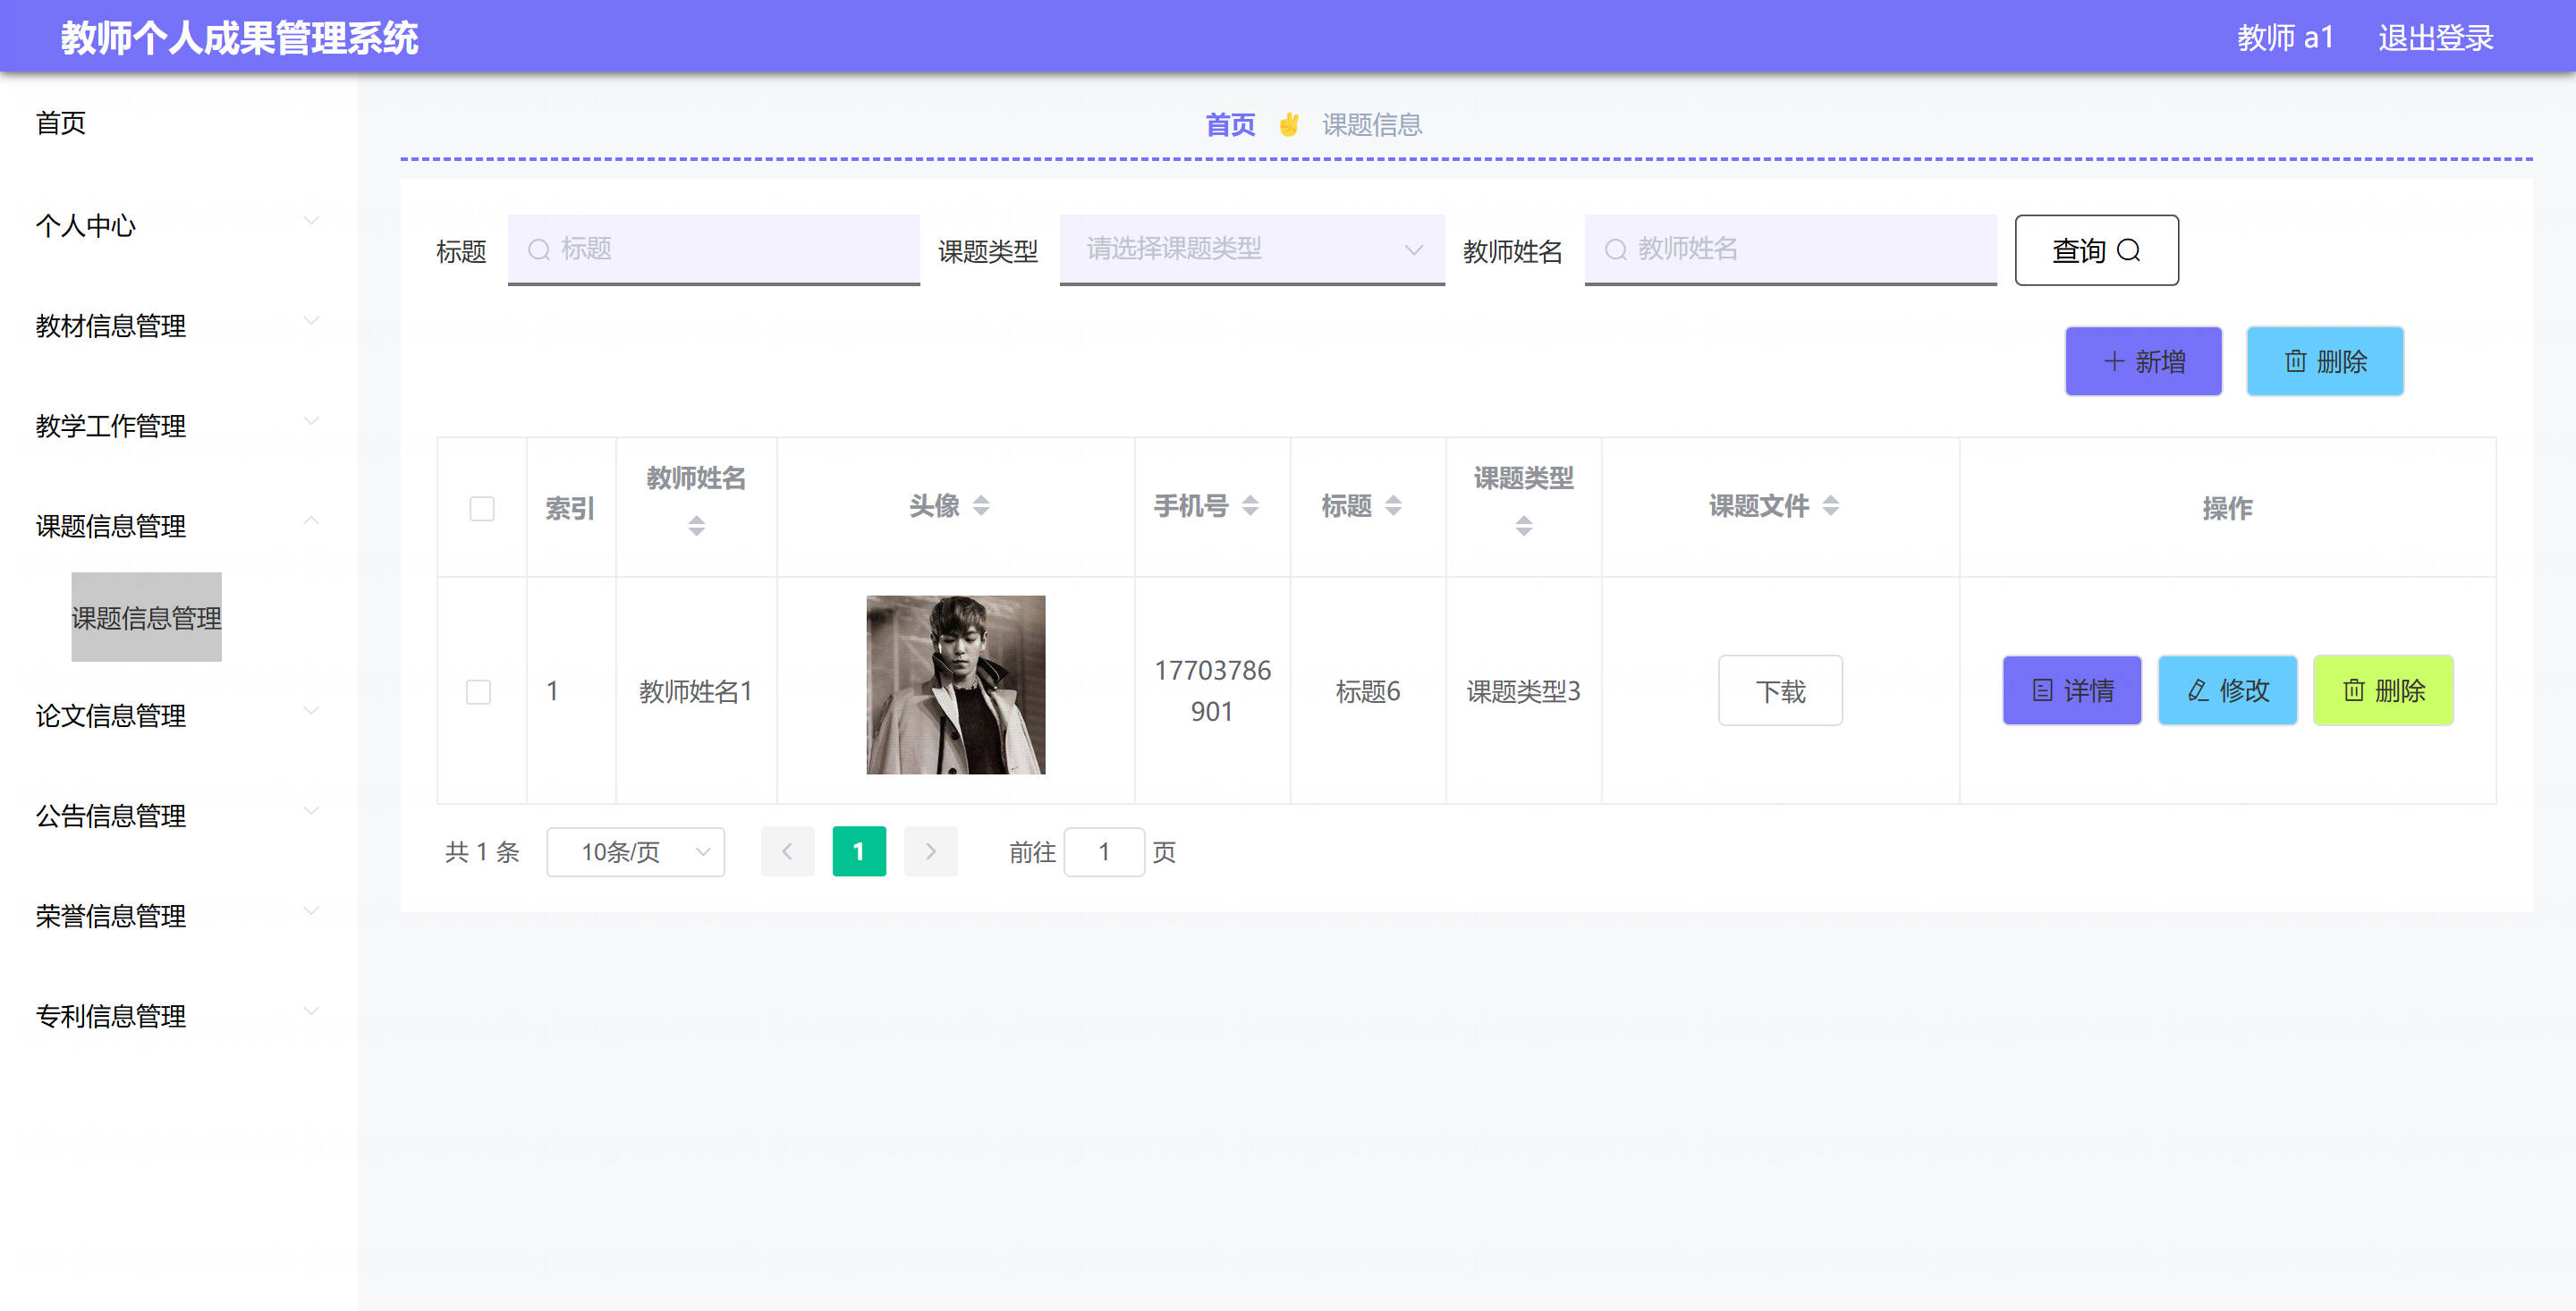 教师个人成果管理系统
教师 a1 退出登录
首页
个人中心
教材信息管理
教学工作管理
课题信息管理
课题信息管理
论文信息管理
公告信息管理
荣誉信息管理
专利信息管理
首页 ✌ 课题信息
标题 标题 课题类型 请选择课题类型 教师姓名 教师姓名 查询
新增 删除
索引 教师姓名 头像 手机号 标题 课题类型 课题文件 操作
1 教师姓名1 17703786901 标题6 课题类型3 下载 详情 修改 删除
共 1 条 10条/页 1 前往 1 页